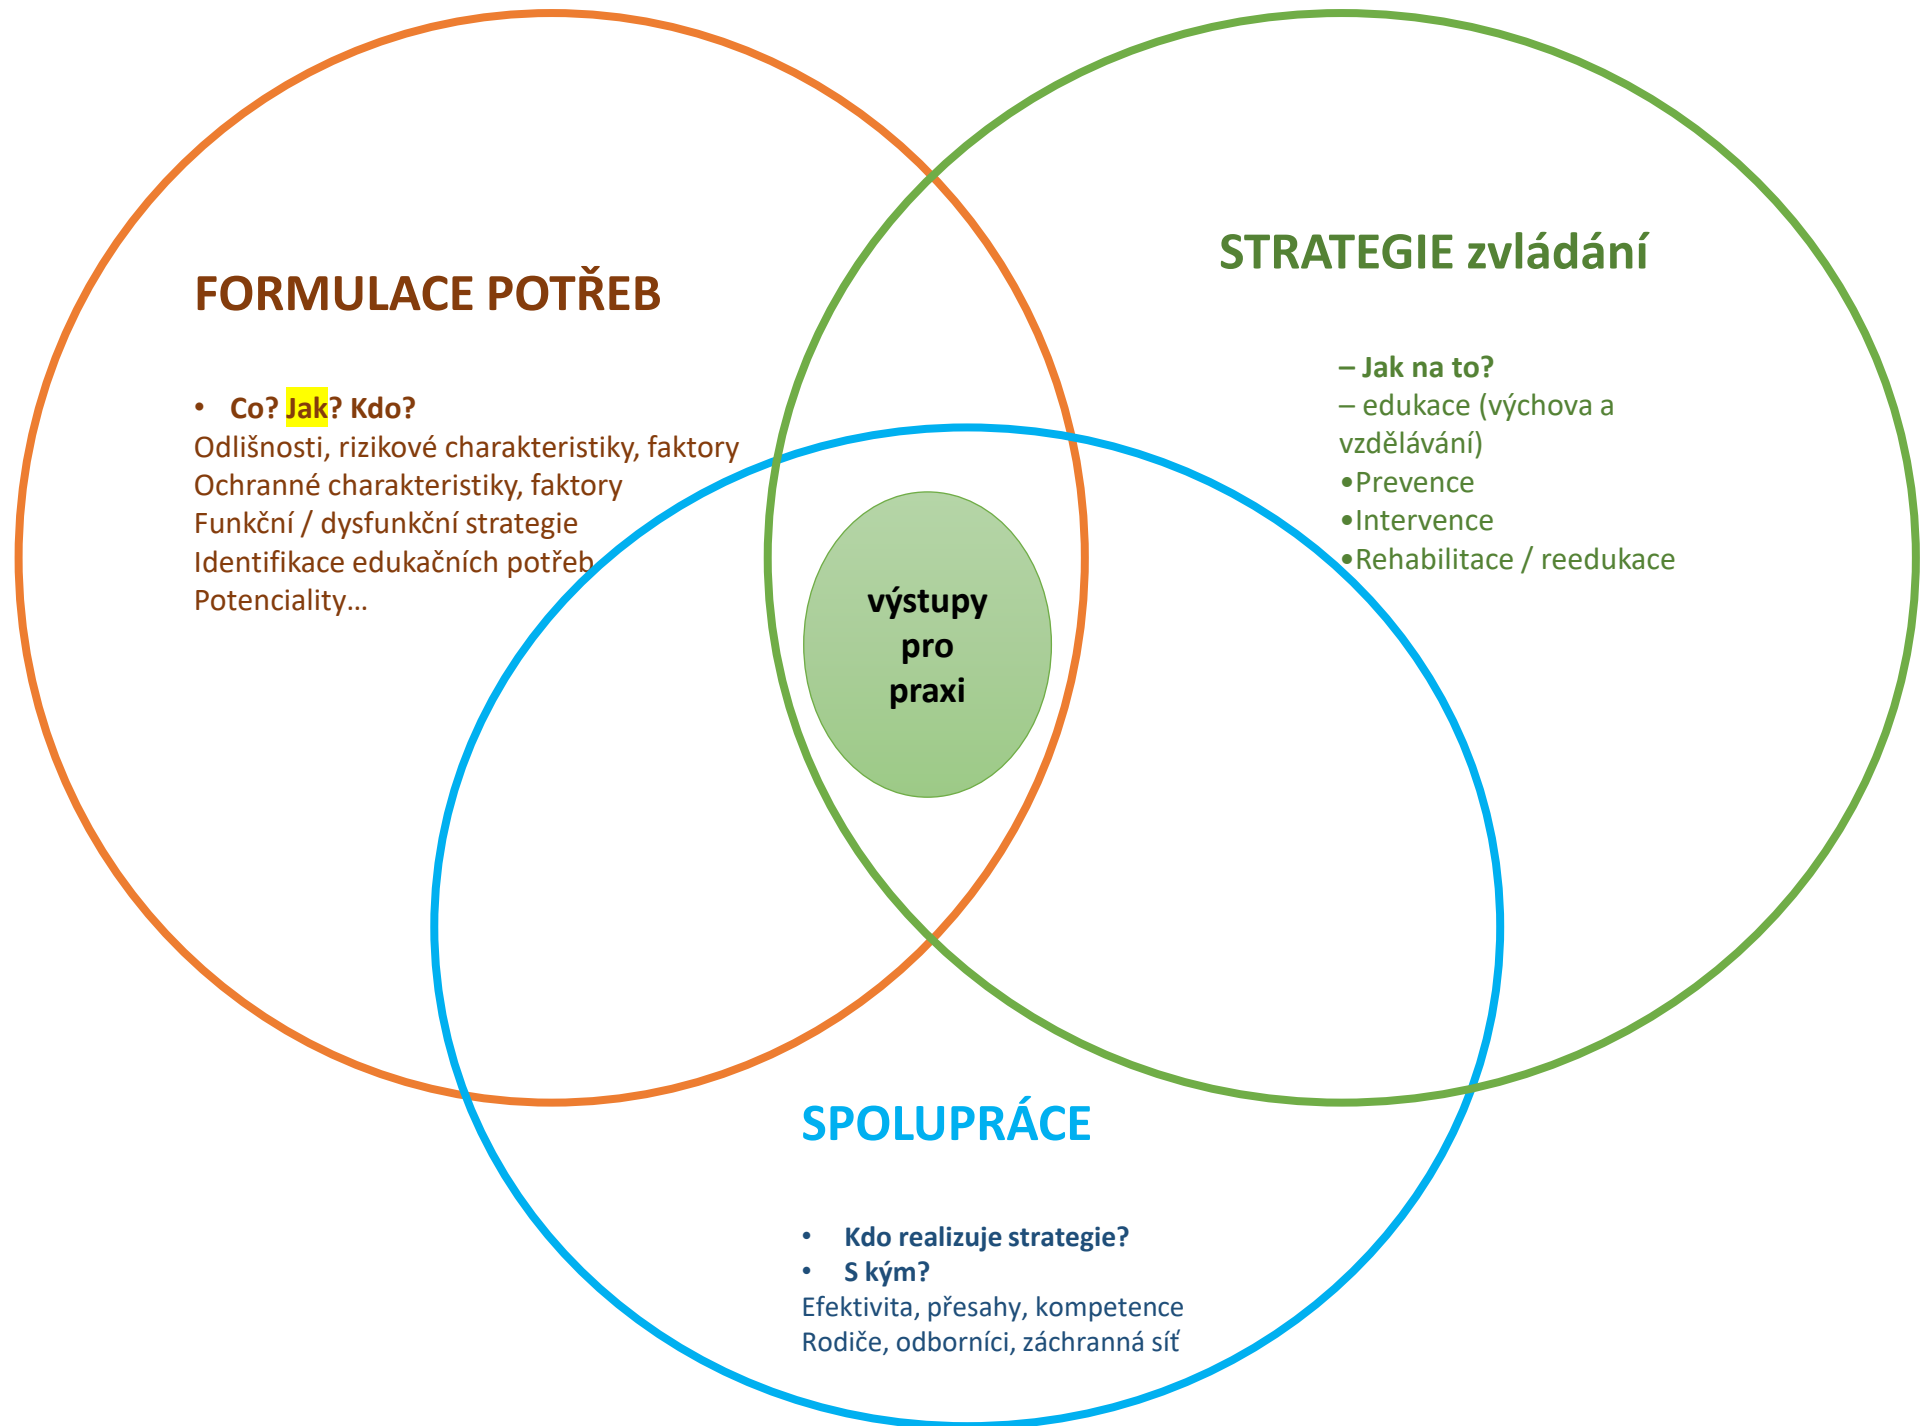 FORMULACE POTŘEB
• Co? Jak? Kdo?
Odlišnosti, rizikové charakteristiky, faktory
Ochranné charakteristiky, faktory
Funkční / dysfunkční strategie
Identifikace edukačních potřeb
Potenciality...
STRATEGIE zvládání
– Jak na to?
– edukace (výchova a
vzdělávání)
•Prevence
•Intervence
•Rehabilitace / reedukace
výstupy
pro
praxi
SPOLUPRÁCE
• Kdo realizuje strategie?
• S kým?
Efektivita, přesahy, kompetence
Rodiče, odborníci, záchranná síť